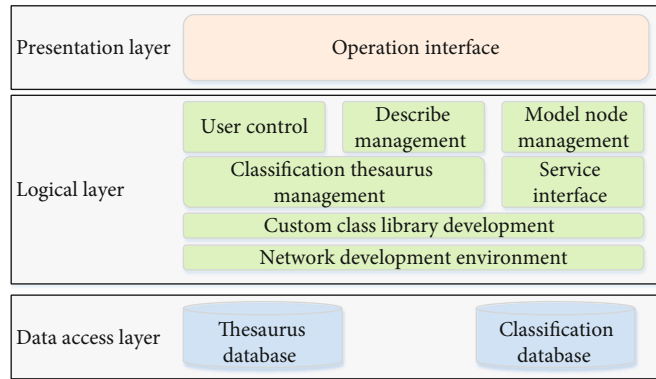 Presentation layer
Operation interface
Logical layer
User control
Describe
management
Model node
management
Classification thesaurus
management
Service
interface
Custom class library development
Network development environment
Data access layer
Thesaurus
database
Classification
database